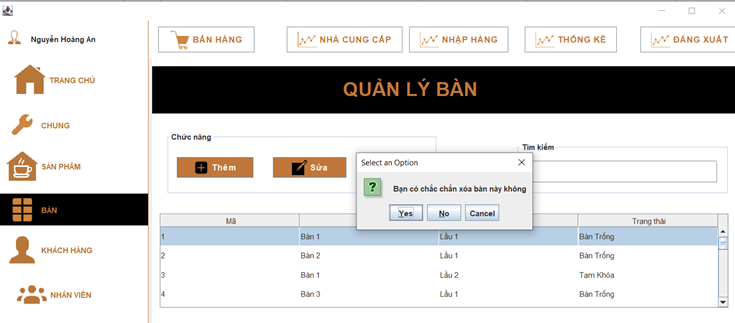 Nguyễn Hoàng An
BÁN HÀNG
NHÀ CUNG CẤP
NHẬP HÀNG
THỐNG KÊ
ĐĂNG XUẤT
TRANG CHỦ
CHUNG
SẢN PHẨM
BÀN
KHÁCH HÀNG
NHÂN VIÊN
QUẢN LÝ BÀN
Chức năng
Thêm
Sửa
Tìm kiếm
Select an Option
Bạn có chắc chắn xóa bàn này không
Yes No Cancel
Mã Trạng thái
1 Bàn 1 Lầu 1 Bàn Trống
2 Bàn 2 Lầu 1 Bàn Trống
3 Bàn 1 Lầu 2 Tạm Khóa
4 Bàn 3 Lầu 1 Bàn Trống